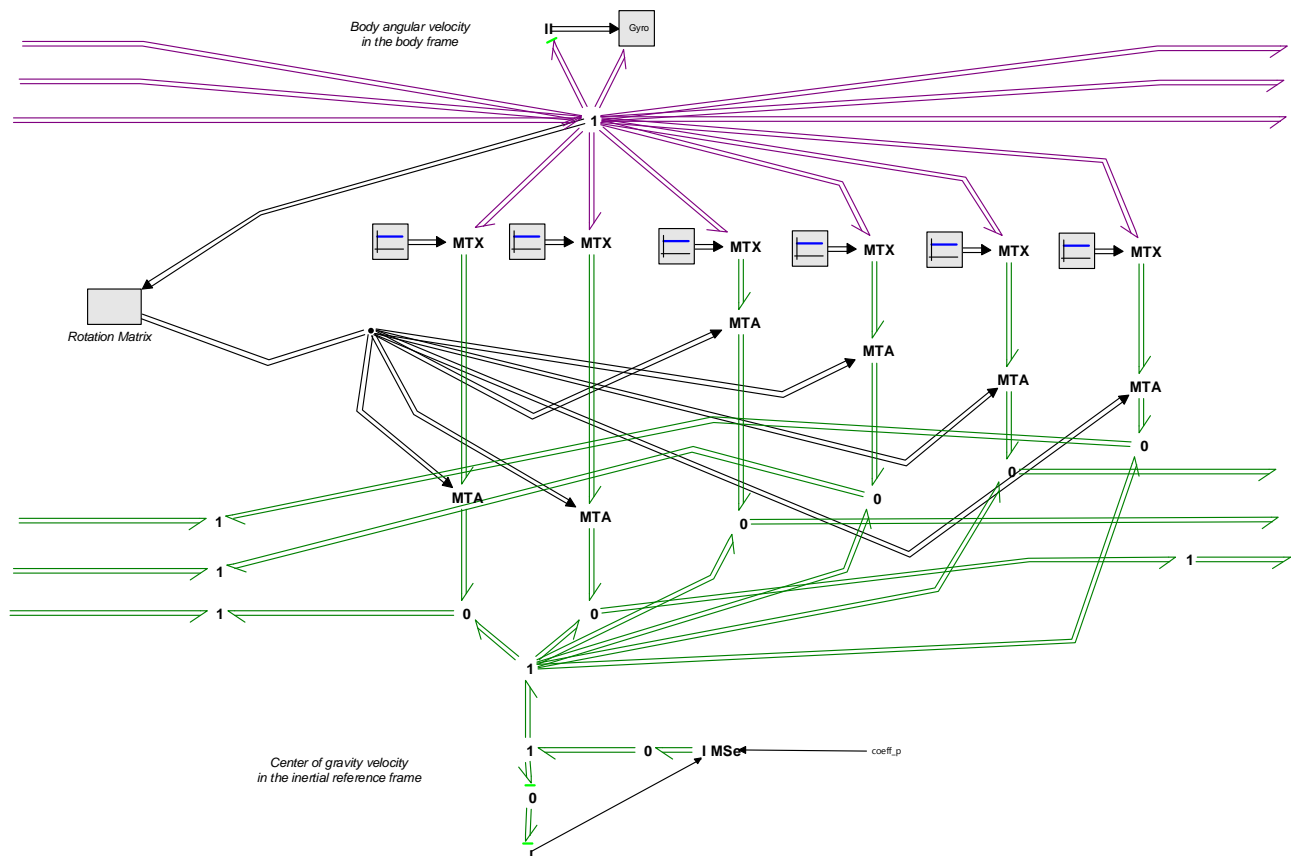 Body angular velocity
in the body frame
II
Gyro
1
MTX
MTX
MTX
MTX
MTX
MTX
Rotation Matrix
MTA
MTA
MTA
MTA
0
0
MTA
0
MTA
0
1
1
1
1
0
0
1
1
0
I MSe
coeff_p
Center of gravity velocity
in the inertial reference frame
0
I